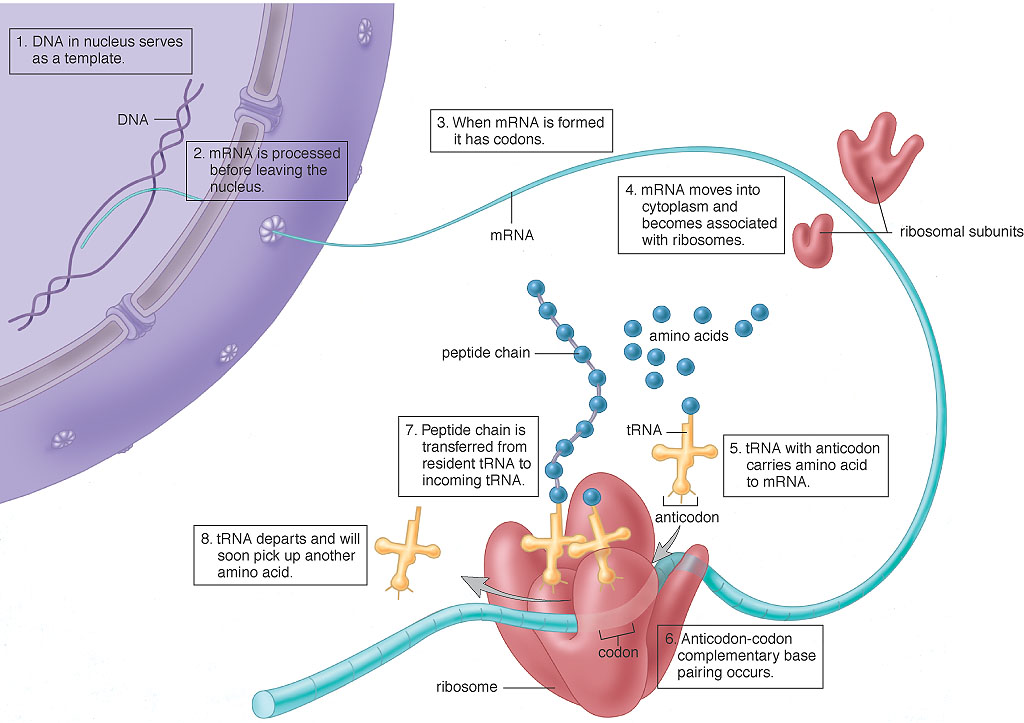 1. DNA in nucleus serves
as a template.
DNA
2. mRNA is processed
before leaving the
nucleus.
3. When mRNA is formed
it has codons.
mRNA
4. mRNA moves into
cytoplasm and
becomes associated
with ribosomes.
ribosomal subunits
amino acids
peptide chain
tRNA
5. tRNA with anticodon
carries amino acid
to mRNA.
anticodon
7. Peptide chain is
transferred from
resident tRNA to
incoming tRNA.
8. tRNA departs and will
soon pick up another
amino acid.
codon
6. Anticodon-codon
complementary base
pairing occurs.
ribosome